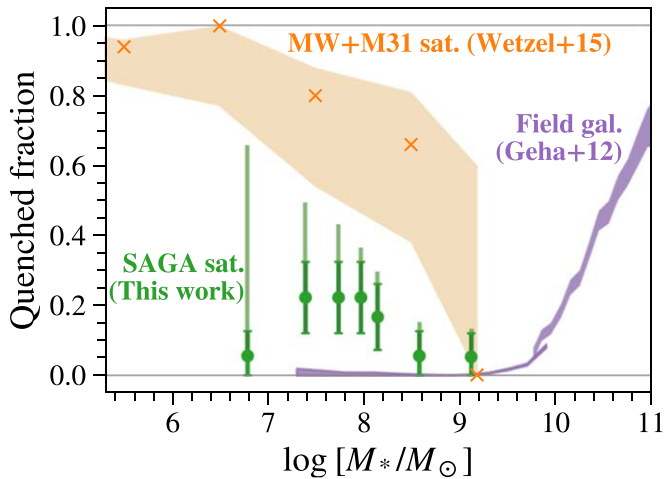 1.0
0.8
0.6
0.4
0.2
0.0
Quenched fraction
MW+M31 sat. (Wetzel+15)
Field gal.
(Geha+12)
SAGA sat.
(This work)
6 7 8 9 10 11
log [M*/M⊙]